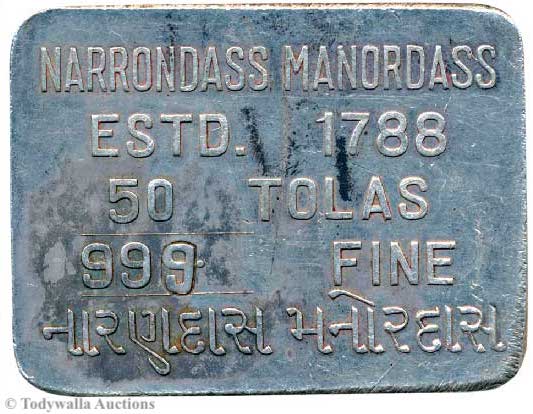 NARRONDASS MANORDASS
ESTD. 1788
50 TOLAS
999. FINE
નારણદાસ મનોરદાસ
© Todywalla Auctions